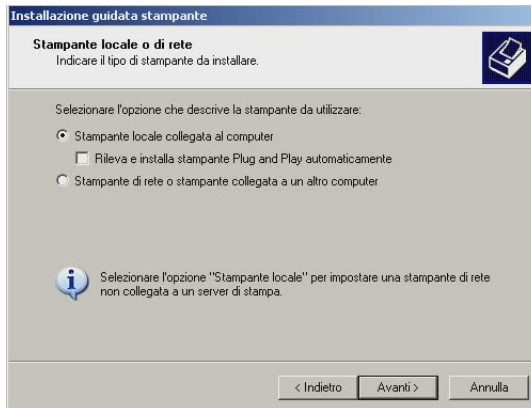 Installazione guidata stampante
Stampante locale o di rete
Indicare il tipo di stampante da installare.
Selezionare l'opzione che descrive la stampante da utilizzare:
Stampante locale collegata al computer
Rileva e installa stampante Plug and Play automaticamente
Stampante di rete o stampante collegata a un altro computer
Selezionare l'opzione "Stampante locale" per impostare una stampante di rete
non collegata a un server di stampa.
< Indietro
Avanti >
Annulla